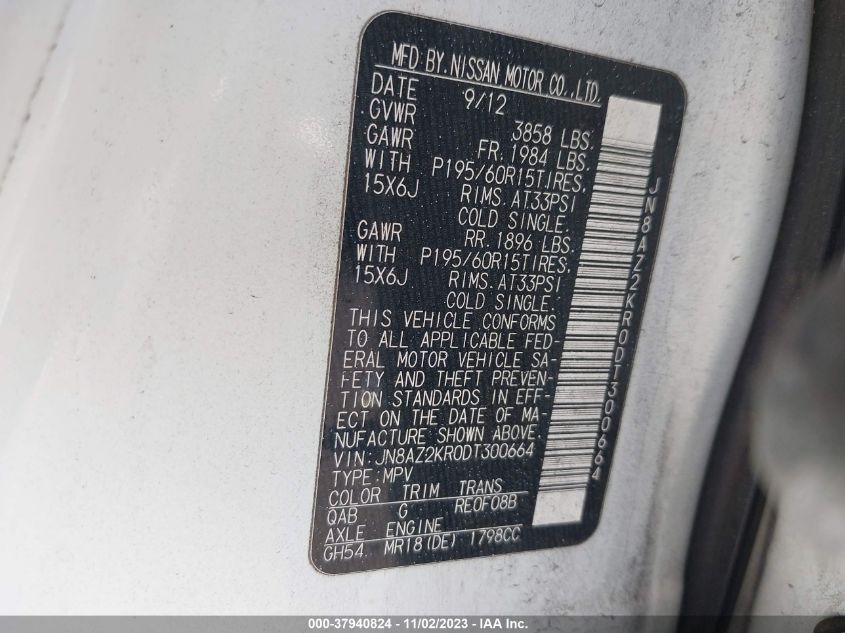 MFD BY NISSAN MOTOR CO.,LTD.
DATE 9/12
GVWR 3858 LBS.
GAWR FR. 1984 LBS.
WITH P195/60R15TIRES.
15X6J RIMS. AT33PSI
COLD SINGLE.
GAWR RR. 1896 LBS.
WITH P195/60R15TIRES.
15X6J RIMS. AT33PSI
COLD SINGLE.
THIS VEHICLE CONFORMS
TO ALL APPLICABLE FED-
ERAL MOTOR VEHICLE SA-
FETY AND THEFT PREVEN-
TION STANDARDS IN EFF-
ECT ON THE DATE OF MA-
NUFACTURE SHOWN ABOVE.
VIN:JN8AZ2KR0DT300664
TYPE:MPV
COLOR TRIM TRANS
QAB G RE0F08B
AXLE ENGINE
GH54 MR18(DE) 1798CC
JN8AZ2KR0DT300664
000-37940824 - 11/02/2023 - IAA Inc.